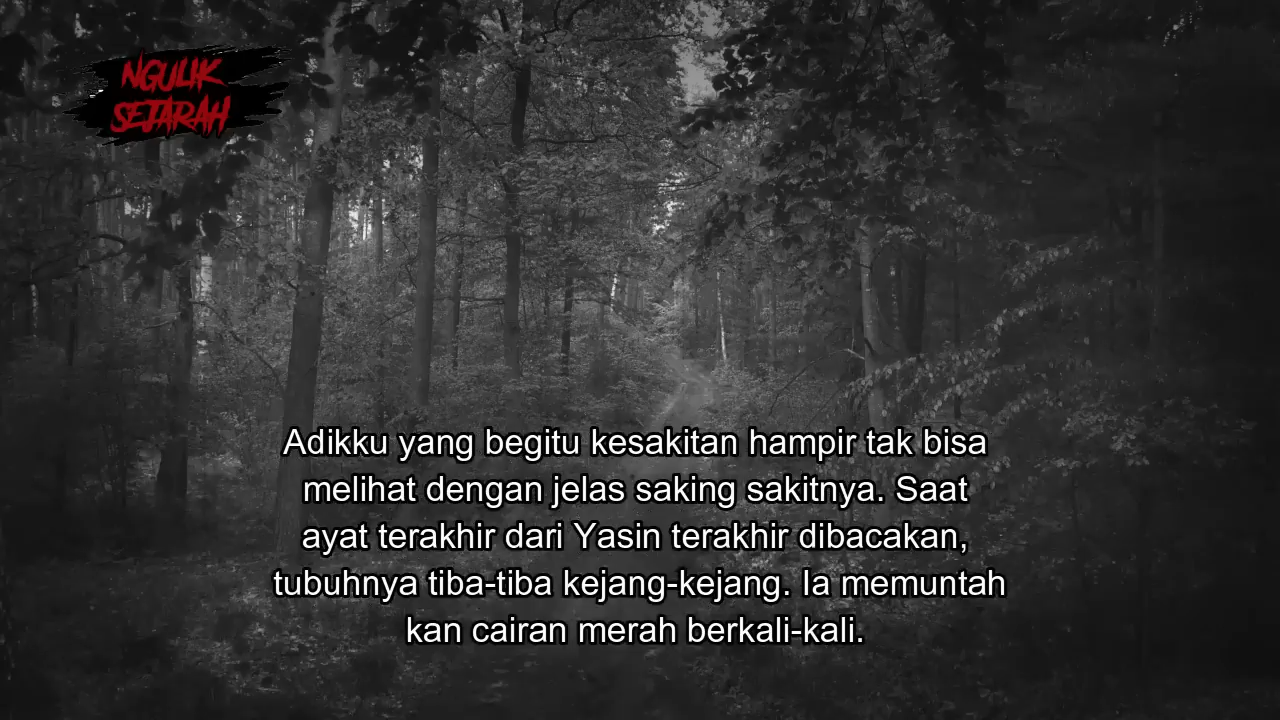 NGULIK
SEJARAH
Adikku yang begitu kesakitan hampir tak bisa
melihat dengan jelas saking sakitnya. Saat
ayat terakhir dari Yasin terakhir dibacakan,
tubuhnya tiba-tiba kejang-kejang. Ia memuntah
kan cairan merah berkali-kali.